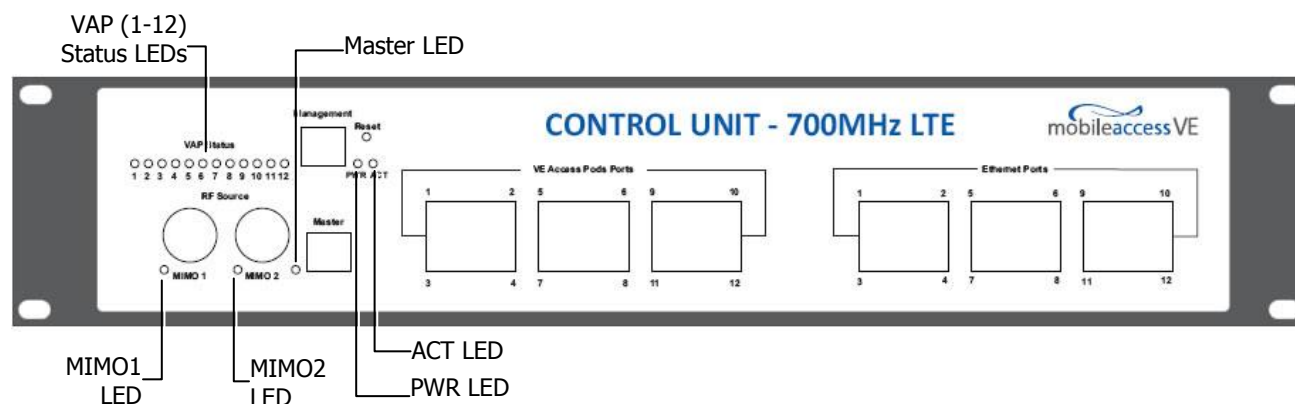 VAP (1-12)
Status LEDs
Master LED
Management
Reset
CONTROL UNIT - 700MHz LTE
mobileaccessVE
VAP Status
1 2 3 4 5 6 7 8 9 10 11 12
PWR ACT
VE Access Pods Ports
Ethernet Ports
RF Source
1 2 5 6 9 10
1 2 5 6 9 10
Master
MIMO 1
MIMO 2
3 4 7 8 11 12
3 4 7 8 11 12
MIMO1
LED
MIMO2
LED
ACT LED
PWR LED